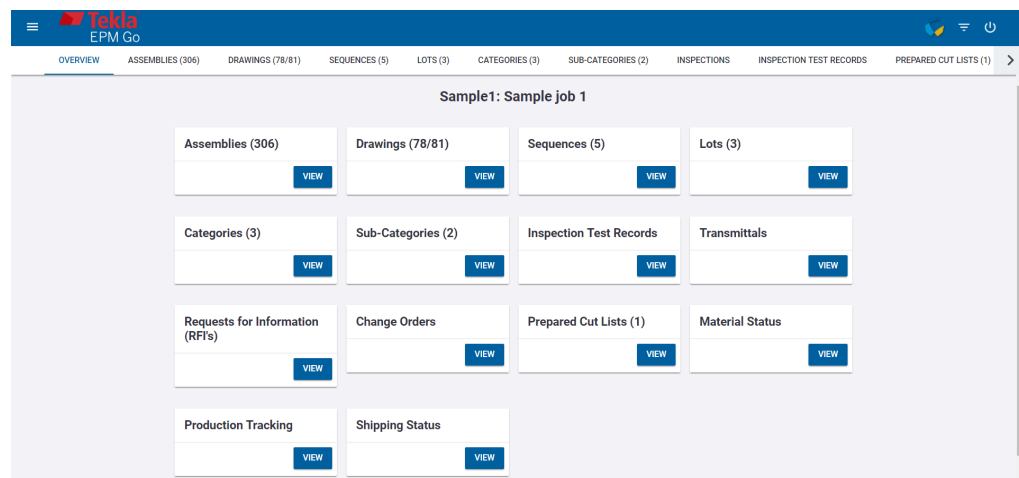 Tekla
EPM Go
OVERVIEW ASSEMBLIES (306) DRAWINGS (78/81) SEQUENCES (5) LOTS (3) CATEGORIES (3) SUB-CATEGORIES (2) INSPECTIONS INSPECTION TEST RECORDS PREPARED CUT LISTS (1)
Sample1: Sample job 1
Assemblies (306) Drawings (78/81) Sequences (5) Lots (3)
VIEW VIEW VIEW VIEW
Categories (3) Sub-Categories (2) Inspection Test Records Transmittals
VIEW VIEW VIEW VIEW
Requests for Information Change Orders Prepared Cut Lists (1) Material Status
(RFI's)
VIEW VIEW VIEW
VIEW
Production Tracking Shipping Status
VIEW VIEW